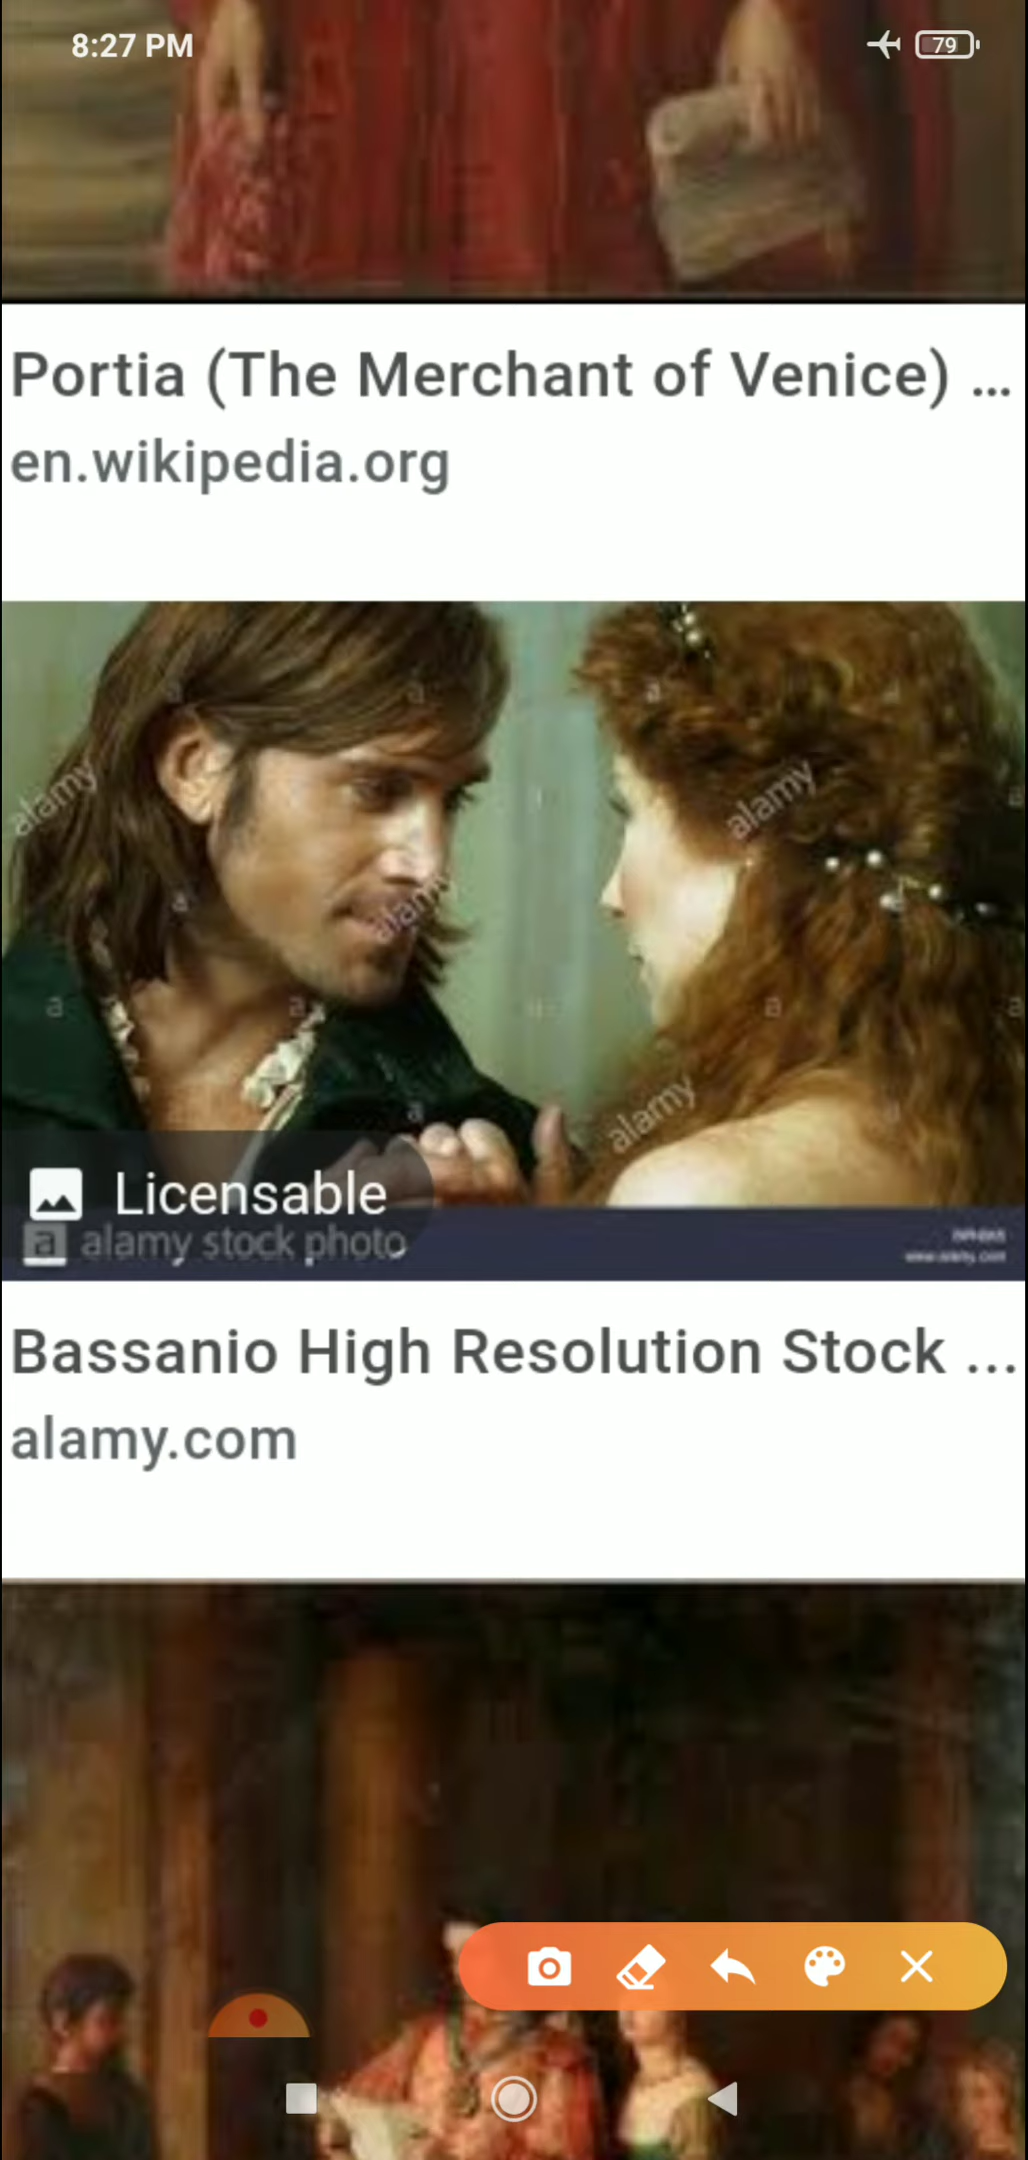 8:27 PM
79
Portia (The Merchant of Venice) ...
en.wikipedia.org
alamy
alamy
alamy
alamy
Licensable
a alamy stock photo
Bassanio High Resolution Stock ...
alamy.com